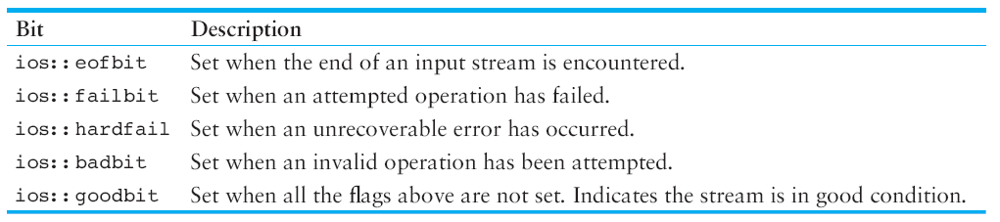 Bit Description
ios::eofbit Set when the end of an input stream is encountered.
ios::failbit Set when an attempted operation has failed.
ios::hardfail Set when an unrecoverable error has occurred.
ios::badbit Set when an invalid operation has been attempted.
ios::goodbit Set when all the flags above are not set. Indicates the stream is in good condition.